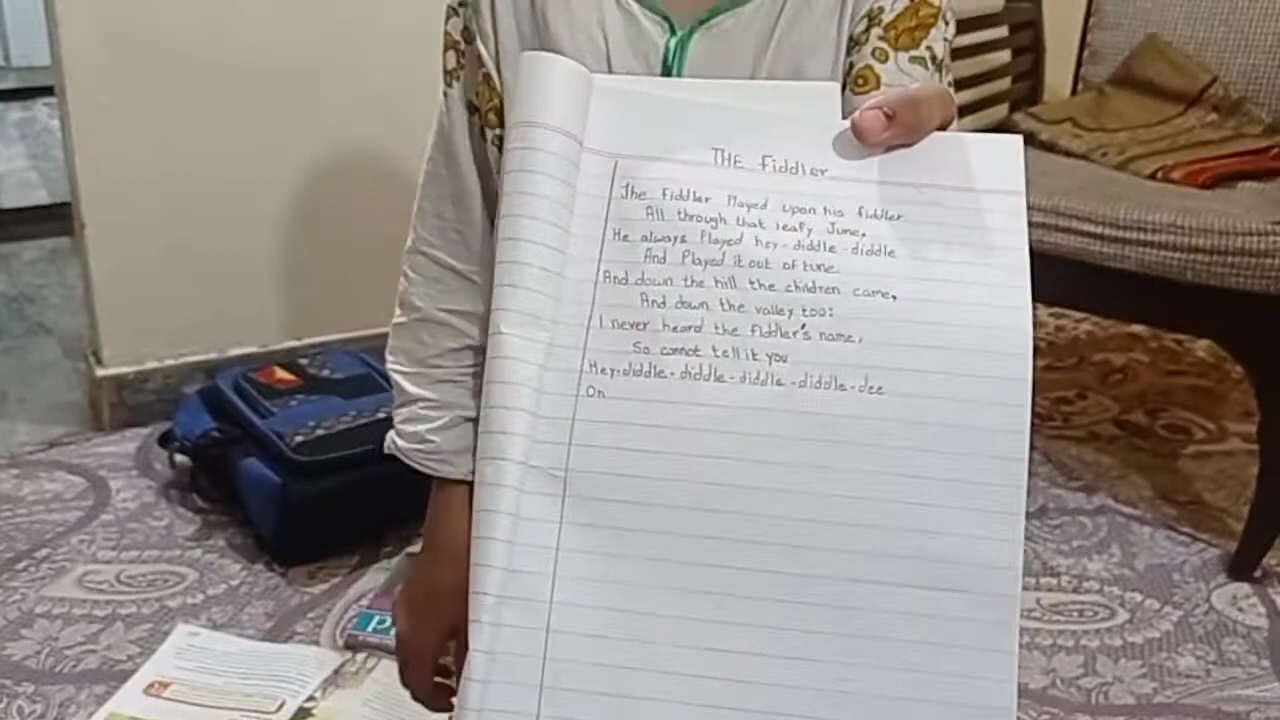 THE Fiddler
The Fiddler Played upon his fiddler
All through that leafy June,
He always Played hey-diddle-diddle
And Played it out of tune.
And down the hill the children came,
And down the valley too:
I never heard the fiddler's name,
So cannot tell it you
Hey-diddle-diddle-diddle-diddle-dee
On